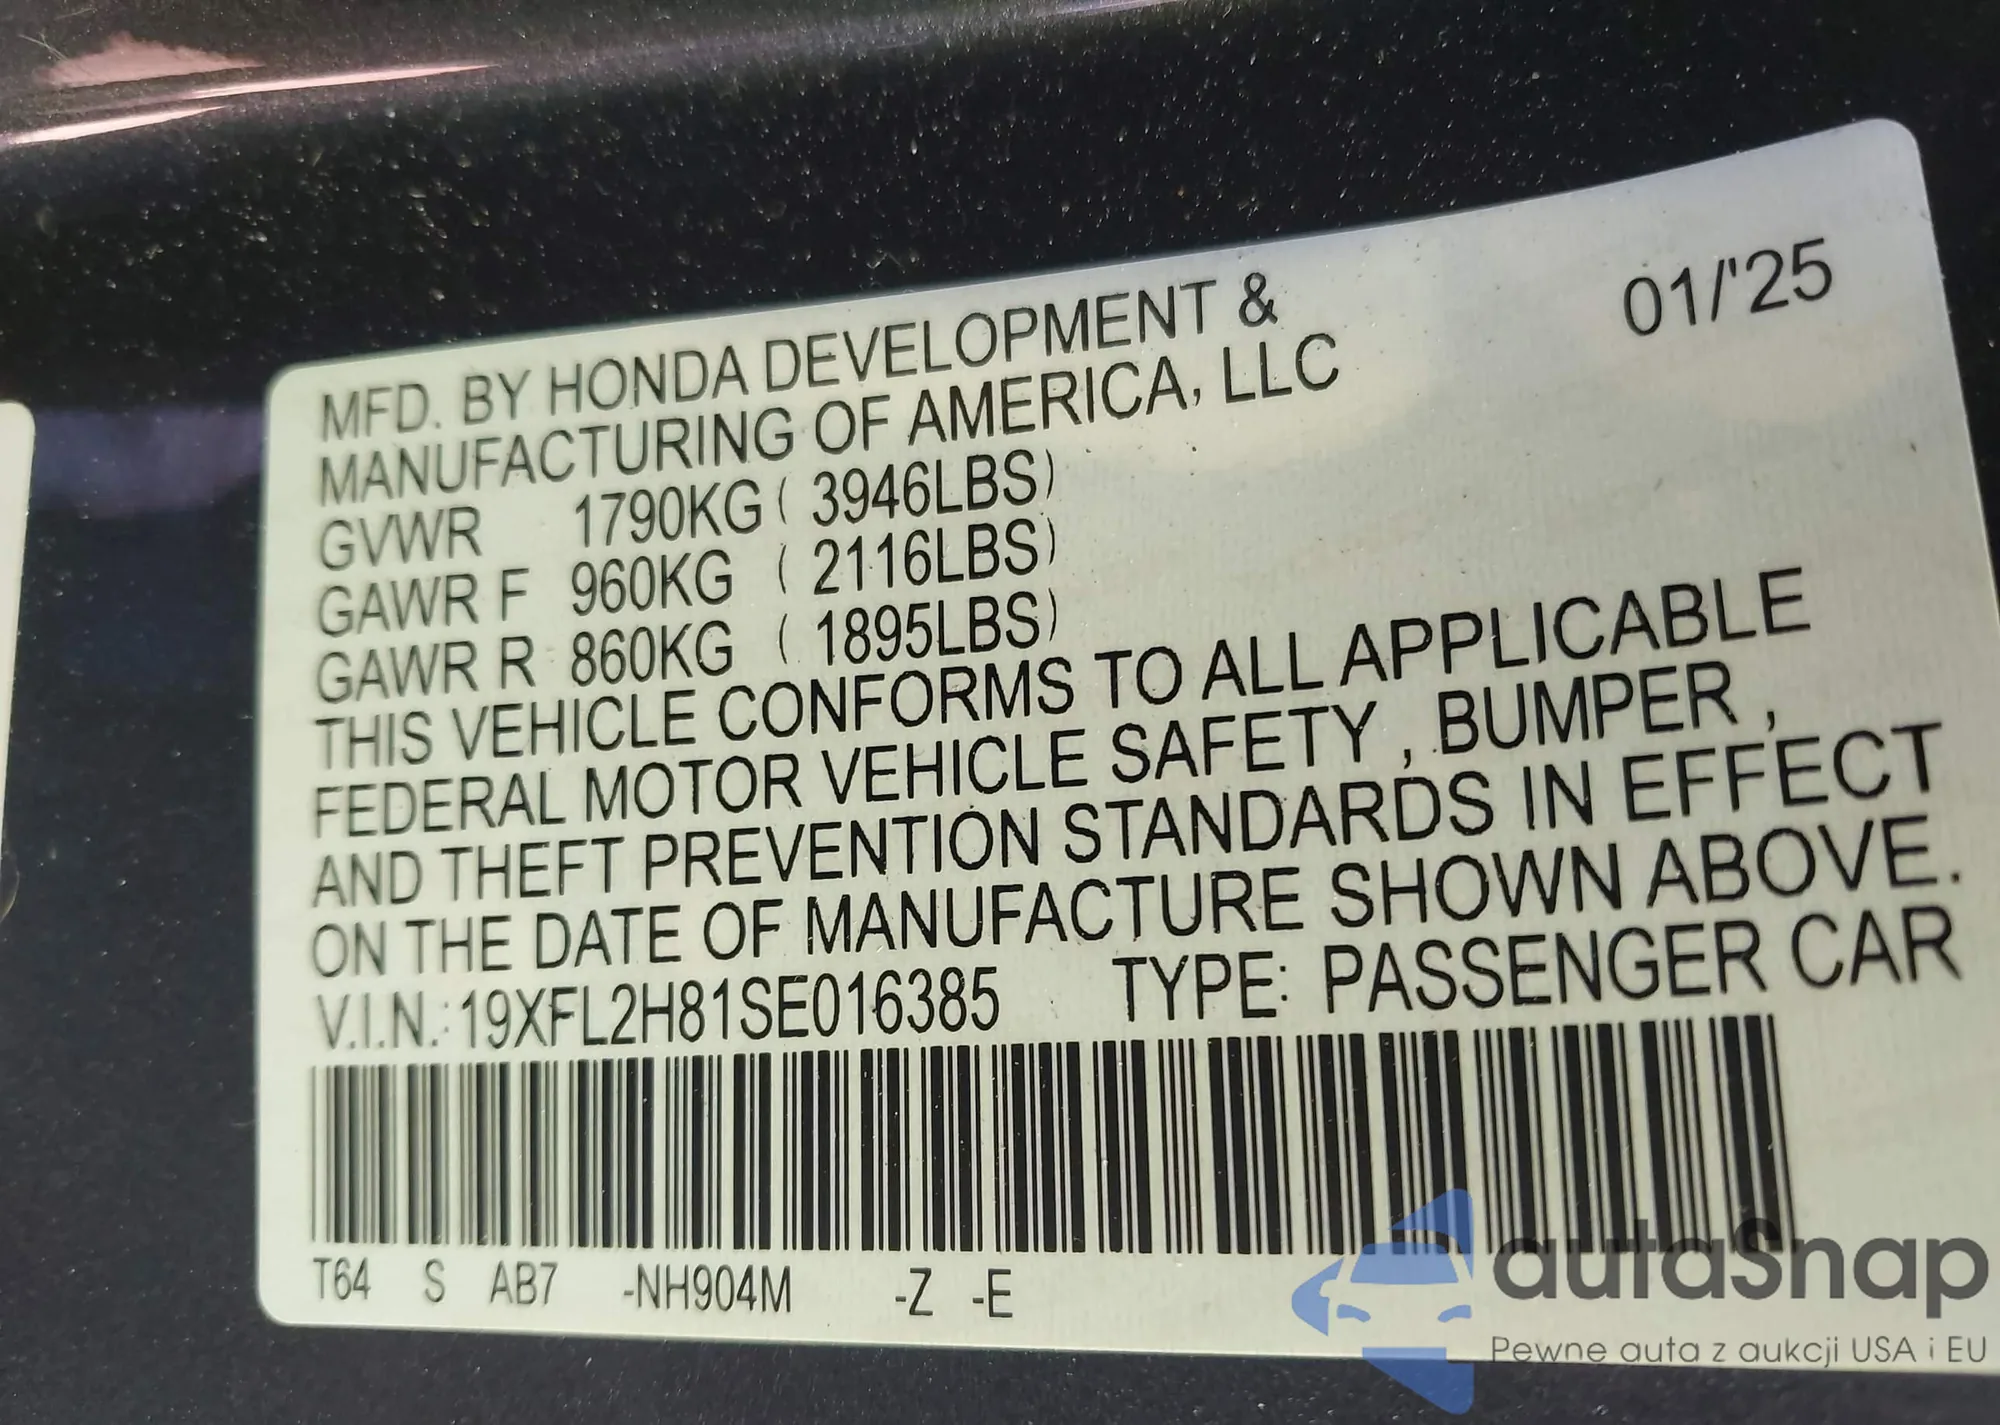 01/'25
MFD. BY HONDA DEVELOPMENT &
MANUFACTURING OF AMERICA, LLC
GVWR 1790KG ( 3946LBS)
GAWR F 960KG ( 2116LBS)
GAWR R 860KG ( 1895LBS)
THIS VEHICLE CONFORMS TO ALL APPLICABLE
FEDERAL MOTOR VEHICLE SAFETY , BUMPER ,
AND THEFT PREVENTION STANDARDS IN EFFECT
ON THE DATE OF MANUFACTURE SHOWN ABOVE.
V.I.N.: 19XFL2H81SE016385 TYPE: PASSENGER CAR
T64 S AB7 -NH904M -Z -E
autaSnap
Pewne auta z aukcji USA i EU